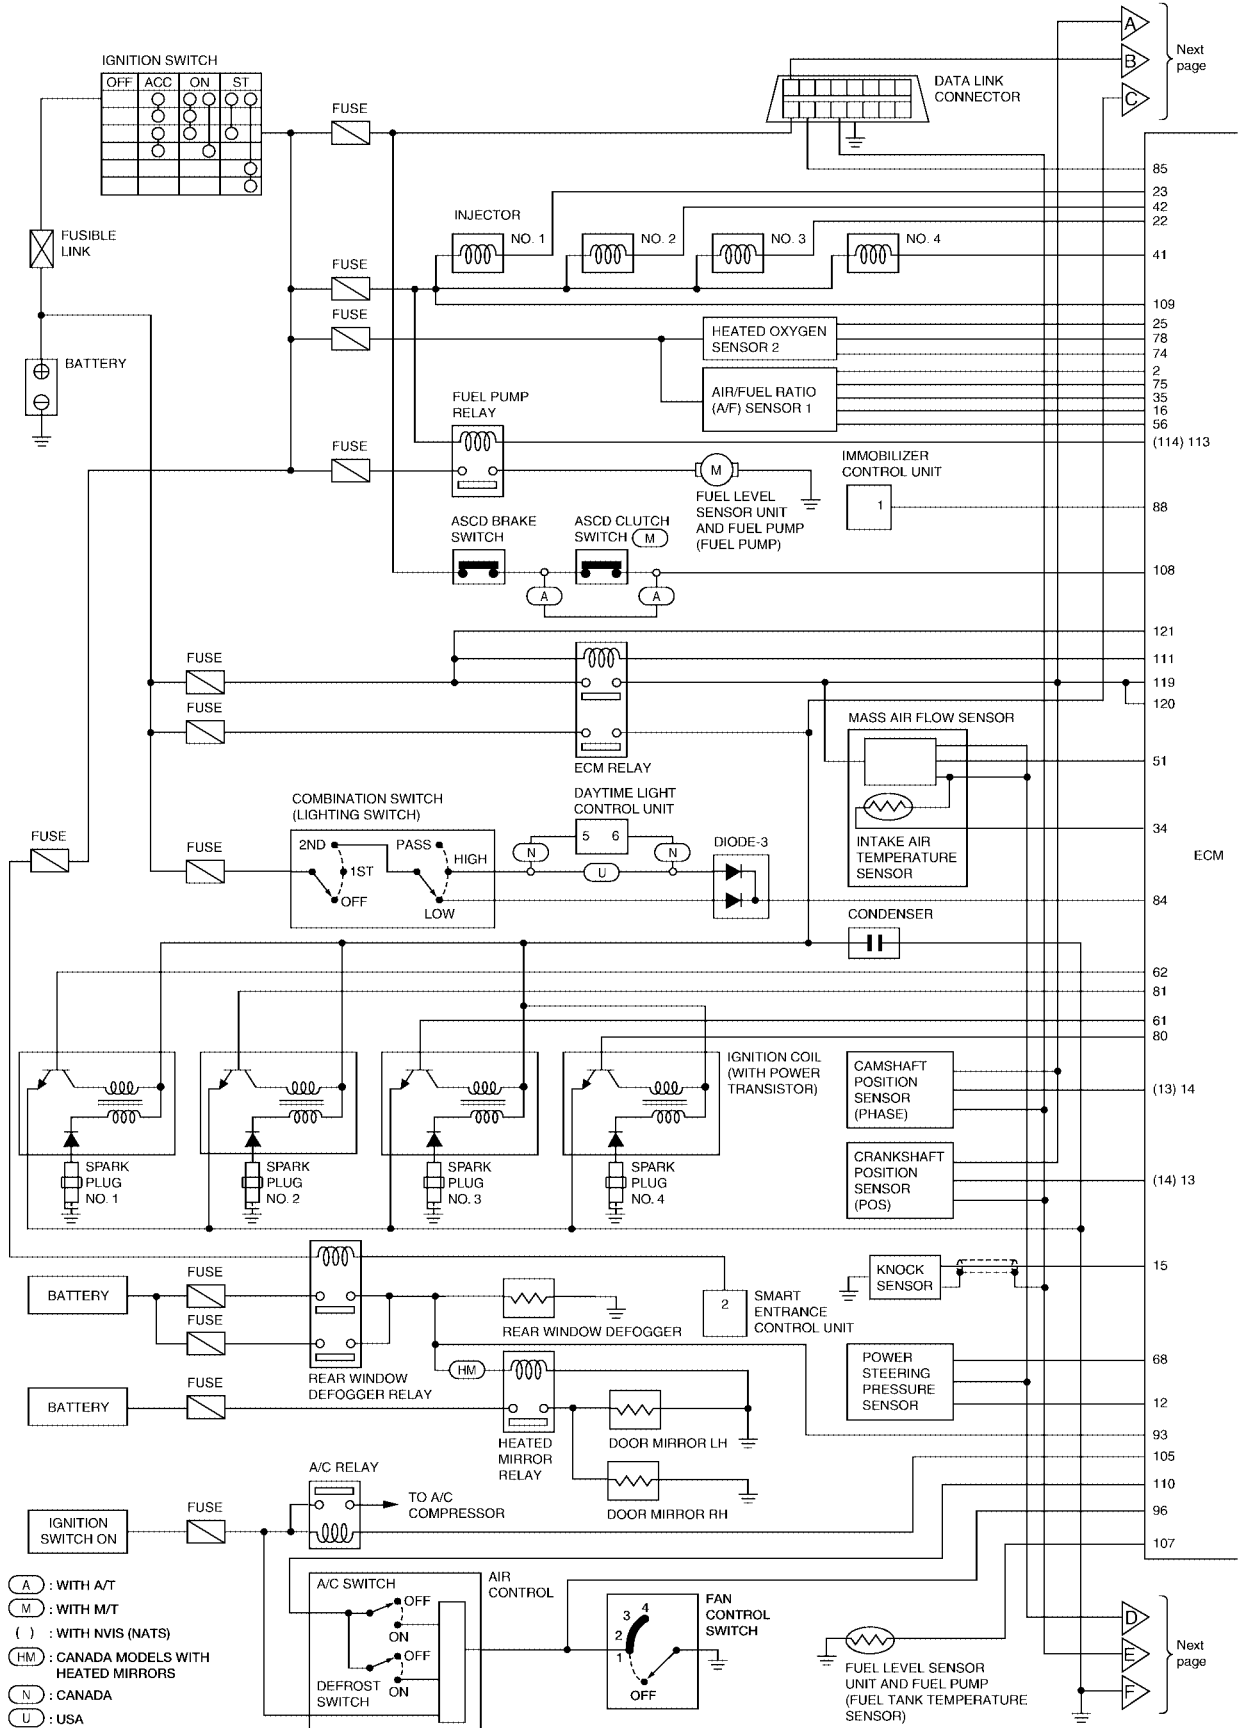 A
Next
page
B
C
IGNITION SWITCH
OFF ACC ON ST
FUSE
DATA LINK
CONNECTOR
85
23
42
22
41
109
25
78
74
2
75
35
16
56
(114) 113
88
108
121
111
119
120
51
34
ECM
84
62
81
61
80
(13) 14
(14) 13
15
68
12
93
105
110
96
107
FUSIBLE
LINK
BATTERY
INJECTOR
NO. 1
NO. 2
NO. 3
NO. 4
FUSE
FUSE
HEATED OXYGEN
SENSOR 2
AIR/FUEL RATIO
(A/F) SENSOR 1
FUEL PUMP
RELAY
FUSE
M
FUEL LEVEL
SENSOR UNIT
AND FUEL PUMP
(FUEL PUMP)
IMMOBILIZER
CONTROL UNIT
1
ASCD BRAKE
SWITCH
ASCD CLUTCH
SWITCH M
A
A
FUSE
FUSE
ECM RELAY
MASS AIR FLOW SENSOR
INTAKE AIR
TEMPERATURE
SENSOR
COMBINATION SWITCH
(LIGHTING SWITCH)
2ND
1ST
OFF
PASS
HIGH
LOW
DAYTIME LIGHT
CONTROL UNIT
5 6
N
N
U
DIODE-3
FUSE
FUSE
CONDENSER
IGNITION COIL
(WITH POWER
TRANSISTOR)
SPARK
PLUG
NO. 1
SPARK
PLUG
NO. 2
SPARK
PLUG
NO. 3
SPARK
PLUG
NO. 4
CAMSHAFT
POSITION
SENSOR
(PHASE)
CRANKSHAFT
POSITION
SENSOR
(POS)
KNOCK
SENSOR
BATTERY
FUSE
FUSE
REAR WINDOW
DEFOGGER RELAY
REAR WINDOW DEFOGGER
2
SMART
ENTRANCE
CONTROL UNIT
POWER
STEERING
PRESSURE
SENSOR
BATTERY
FUSE
HM
HEATED
MIRROR
RELAY
DOOR MIRROR LH
DOOR MIRROR RH
A/C RELAY
TO A/C
COMPRESSOR
IGNITION
SWITCH ON
FUSE
A/C SWITCH
OFF
ON
DEFROST
SWITCH
OFF
ON
AIR
CONTROL
FAN
CONTROL
SWITCH
4
3
2
1
OFF
FUEL LEVEL SENSOR
UNIT AND FUEL PUMP
(FUEL TANK TEMPERATURE
SENSOR)
D
E
F
Next
page
A : WITH A/T
M : WITH M/T
( ) : WITH NVIS (NATS)
HM : CANADA MODELS WITH
HEATED MIRRORS
N : CANADA
U : USA